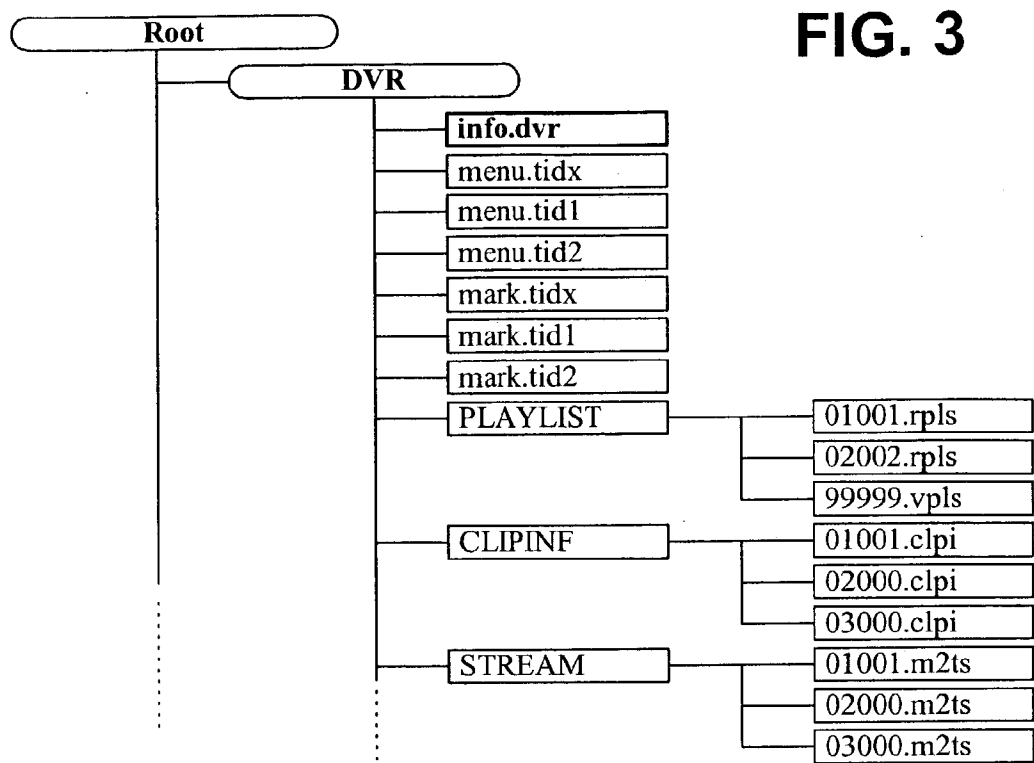 FIG. 3
Root
DVR
info.dvr
menu.tidx
menu.tid1
menu.tid2
mark.tidx
mark.tid1
mark.tid2
PLAYLIST
01001.rpls
02002.rpls
99999.vpls
CLIPINF
01001.clpi
02000.clpi
03000.clpi
STREAM
01001.m2ts
02000.m2ts
03000.m2ts